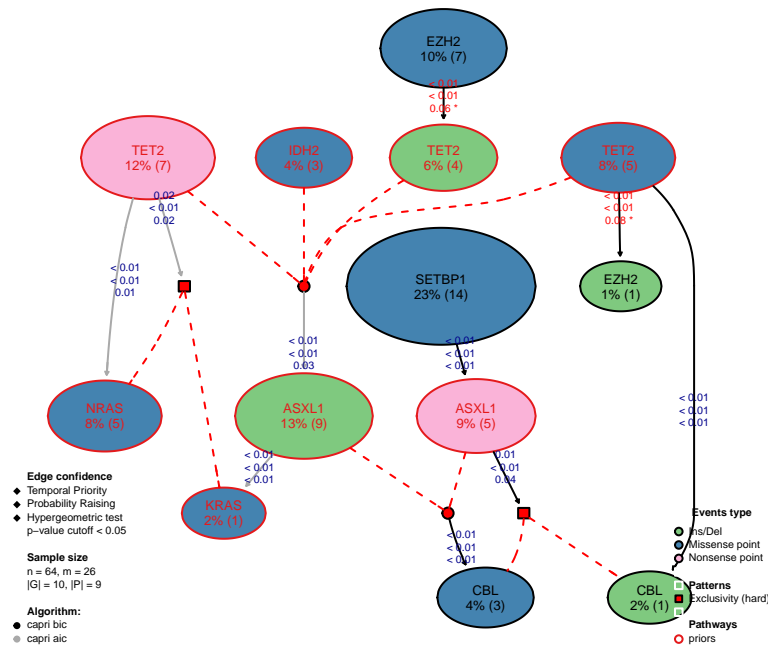 EZH2
10% (7)
< 0.01
< 0.01
0.06 *
TET2
12% (7)
IDH2
4% (3)
TET2
6% (4)
TET2
8% (5)
0.02
< 0.01
0.02
< 0.01
< 0.01
0.08 *
< 0.01
< 0.01
0.01
SETBP1
23% (14)
EZH2
1% (1)
< 0.01
< 0.01
0.03
< 0.01
< 0.01
< 0.01
NRAS
8% (5)
ASXL1
13% (9)
ASXL1
9% (5)
< 0.01
< 0.01
< 0.01
< 0.01
< 0.01
< 0.01
0.01
< 0.01
0.04
KRAS
2% (1)
< 0.01
< 0.01
< 0.01
CBL
4% (3)
CBL
2% (1)
Edge confidence
Temporal Priority
Probability Raising
Hypergeometric test
p−value cutoff < 0.05
Sample size
n = 64, m = 26
|G| = 10, |P| = 9
Algorithm:
capri bic
capri aic
Events type
Ins/Del
Missense point
Nonsense point
Patterns
Exclusivity (hard)
Pathways
priors